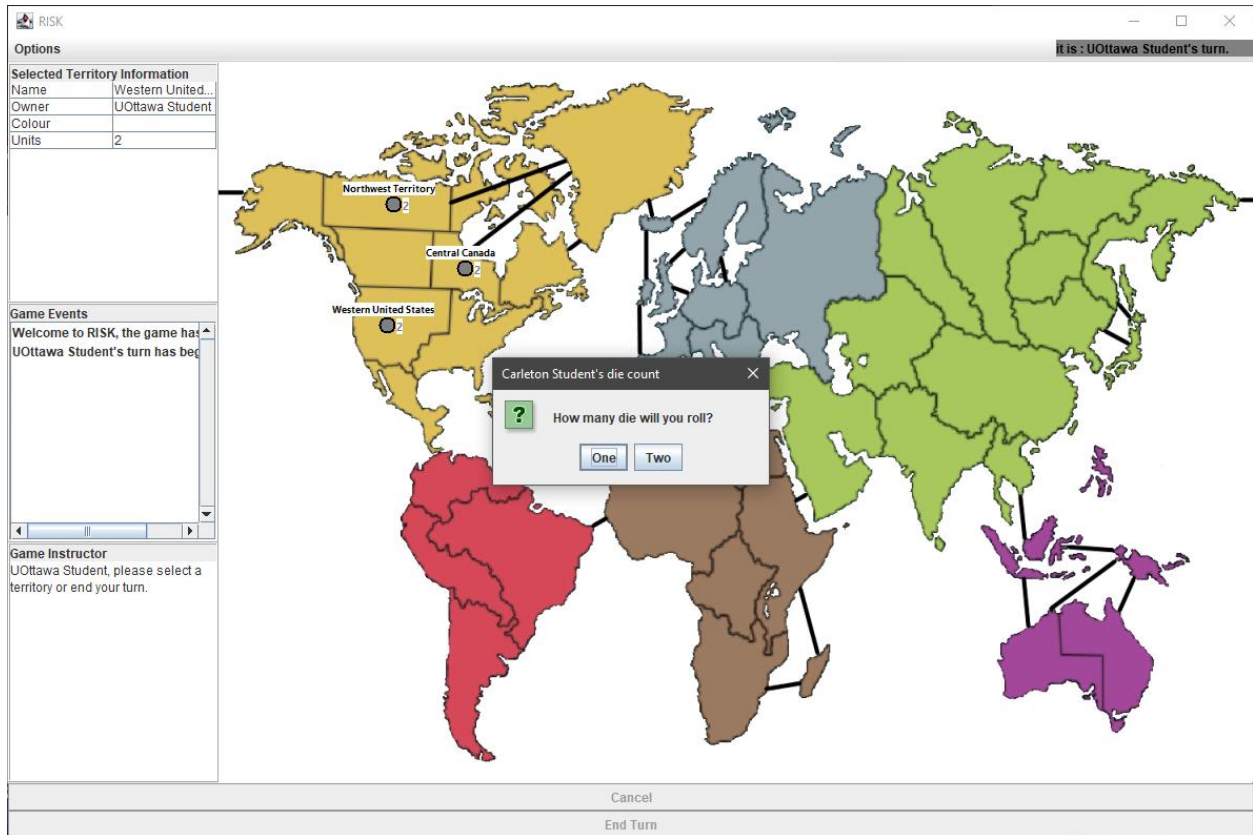 RISK
Options
it is : UOttawa Student's turn.
Selected Territory Information
Name Western United...
Owner UOttawa Student
Colour
Units 2
Game Events
Welcome to RISK, the game has
UOttawa Student's turn has beg
Game Instructor
UOttawa Student, please select a
territory or end your turn.
Northwest Territory
2
Central Canada
2
Western United States
2
Carleton Student's die count
?
How many die will you roll?
One Two
Cancel
End Turn